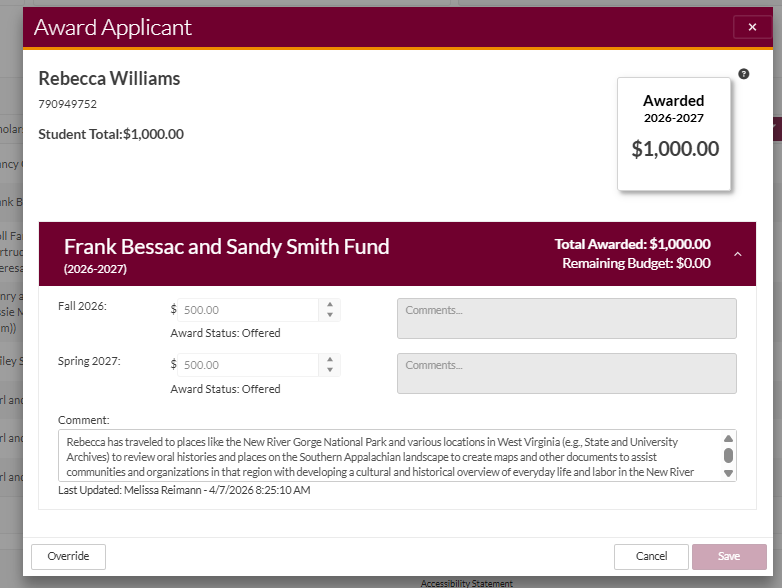 Award Applicant
×
Rebecca Williams
?
790949752
Student Total:$1,000.00
Awarded
2026-2027
$1,000.00
Frank Bessac and Sandy Smith Fund
(2026-2027)
Total Awarded: $1,000.00
Remaining Budget: $0.00
Fall 2026:
$ 500.00
Comments...
Award Status: Offered
Spring 2027:
$ 500.00
Comments...
Award Status: Offered
Comment:
Rebecca has traveled to places like the New River Gorge National Park and various locations in West Virginia (e.g., State and University
Archives) to review oral histories and places on the Southern Appalachian landscape to create maps and other documents to assist
communities and organizations in that region with developing a cultural and historical overview of everyday life and labor in the New River
Last Updated: Melissa Reimann - 4/7/2026 8:25:10 AM
Override
Cancel
Save
Accessibility Statement